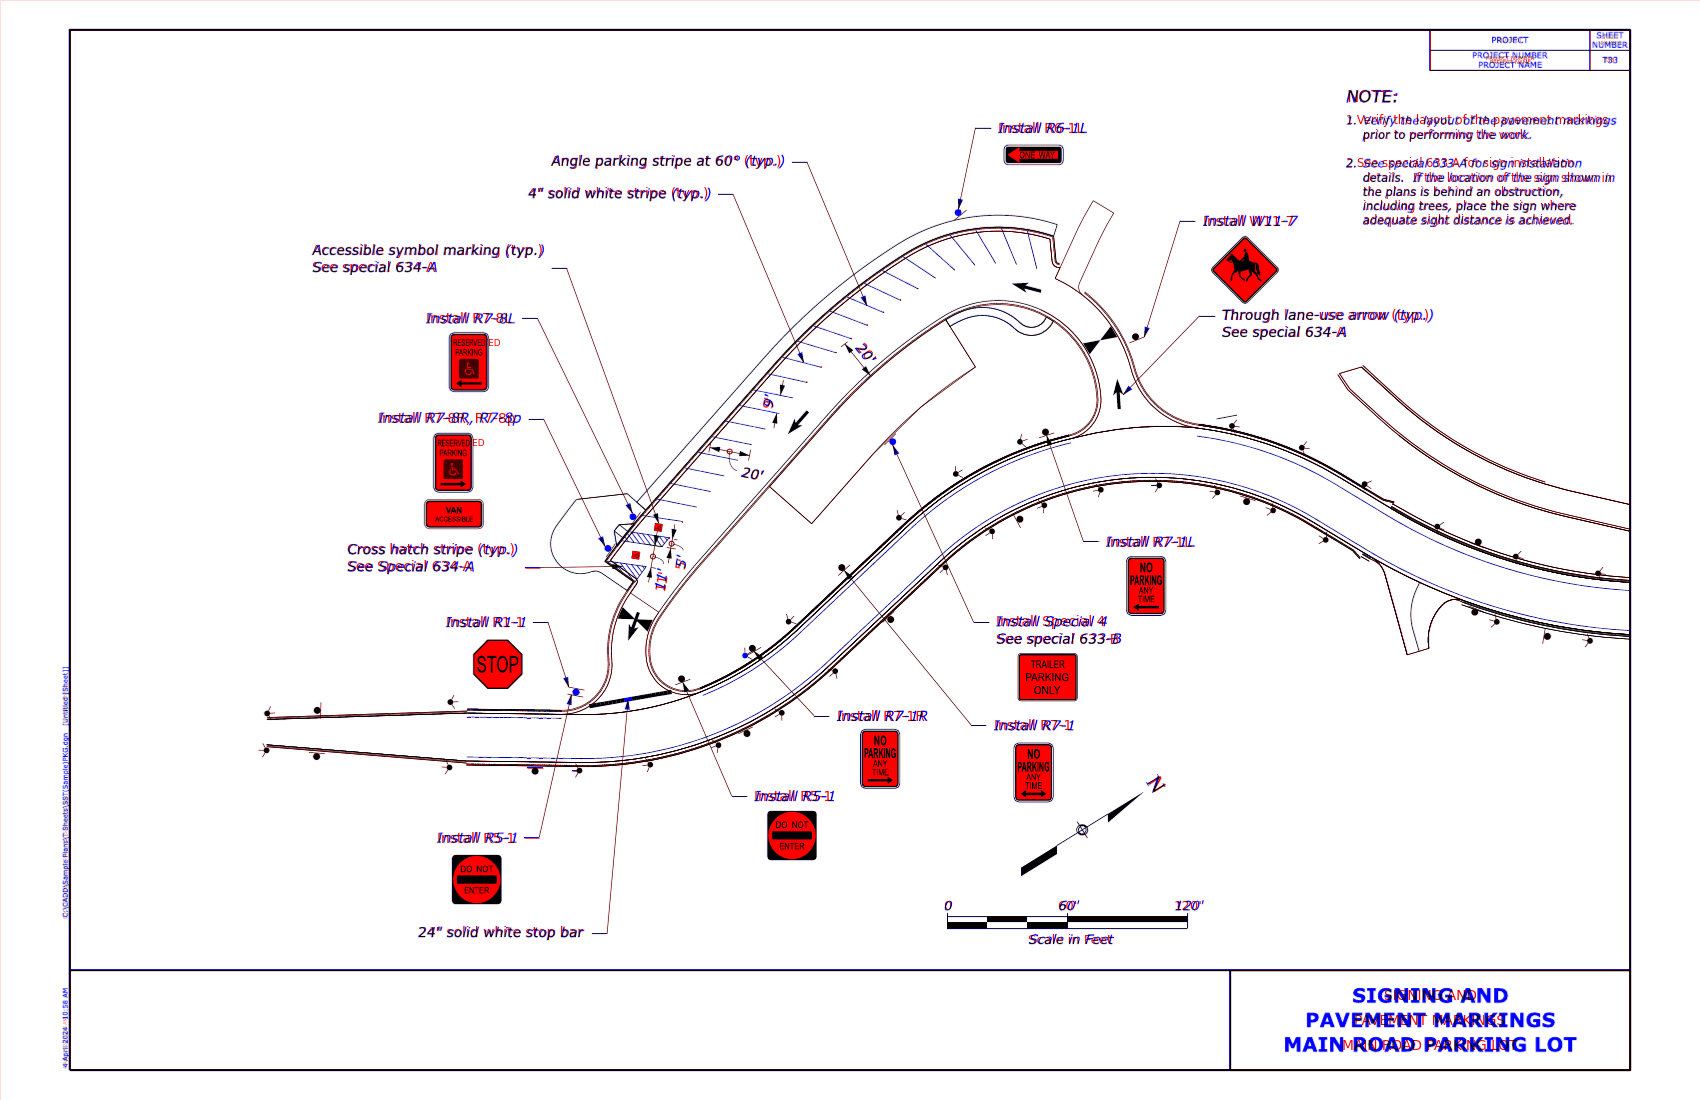 PROJECT
SHEET
NUMBER
PROJECT NUMBER
PROJECT NAME
NOTE:
1. Verify the layout of the pavement markings
prior to performing the work.
2. See special 633-A for sign installation
details. If the location of the sign shown in
the plans is behind an obstruction,
including trees, place the sign where
adequate sight distance is achieved.
Install R6-1L
ONE WAY
Angle parking stripe at 60° (typ.)
4" solid white stripe (typ.)
Install W11-7
Accessible symbol marking (typ.)
See special 634-A
Through lane-use arrow (typ.)
See special 634-A
Install R7-8L
RESERVED
PARKING
20'
9'
Install R7-8R, R7-8p
RESERVED
PARKING
VAN
ACCESSIBLE
20'
Cross hatch stripe (typ.)
See Special 634-A
5'
11'
Install R7-1L
NO
PARKING
ANY
TIME
Install R1-1
STOP
Install Special 4
See special 633-B
TRAILER
PARKING
ONLY
Install R7-1R
NO
PARKING
ANY
TIME
Install R7-1
NO
PARKING
ANY
TIME
Install R5-1
DO NOT
ENTER
Install R5-1
DO NOT
ENTER
24" solid white stop bar
N
0 60' 120'
Scale in Feet
SIGNING AND
PAVEMENT MARKINGS
MAIN ROAD PARKING LOT
4 April 2024 10:56 AM